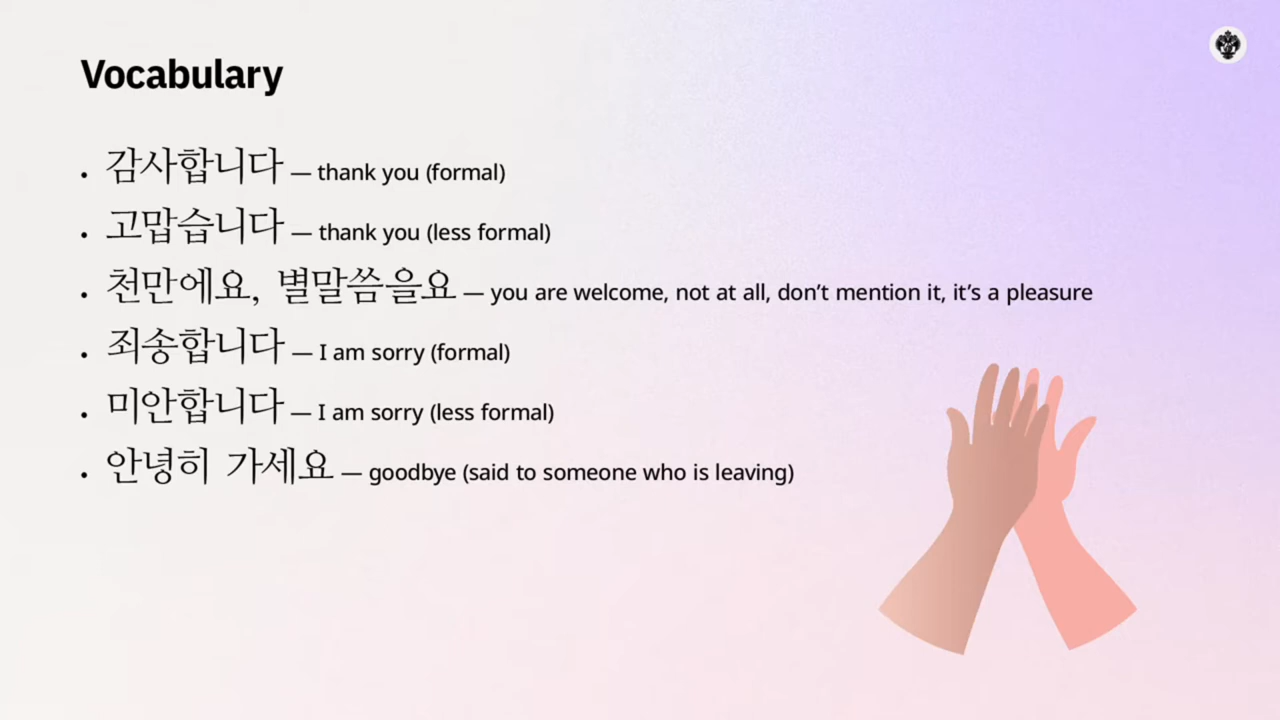 Vocabulary
• 감사합니다 — thank you (formal)
• 고맙습니다 — thank you (less formal)
• 천만에요, 별말씀을요 — you are welcome, not at all, don’t mention it, it’s a pleasure
• 죄송합니다 — I am sorry (formal)
• 미안합니다 — I am sorry (less formal)
• 안녕히 가세요 — goodbye (said to someone who is leaving)